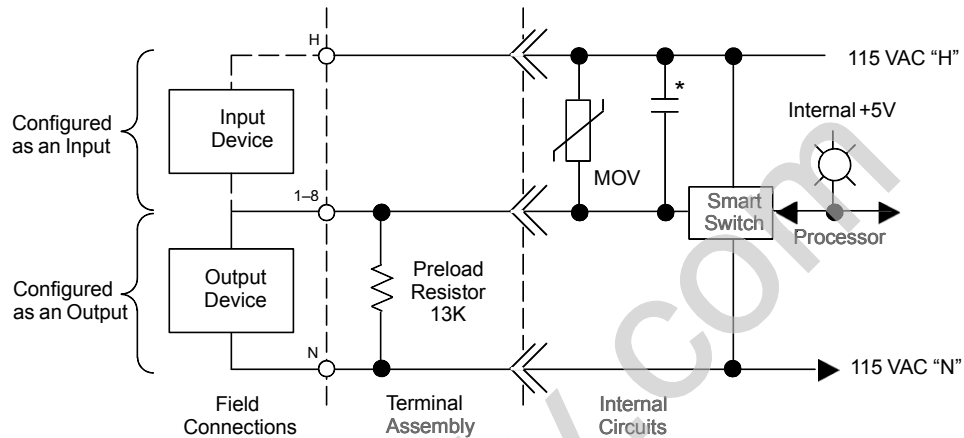 H
115 VAC “H”
Input
Device
*
Internal +5V
Configured
as an Input
MOV
1–8
Smart
Switch
Processor
Output
Device
Preload
Resistor
13K
Configured
as an Output
N
115 VAC “N”
Field
Connections
Terminal
Assembly
Internal
Circuits